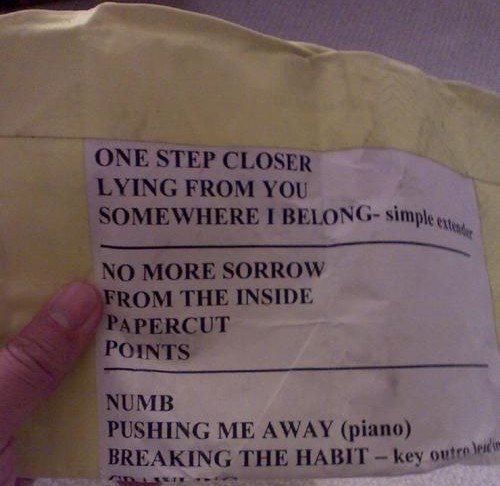 ONE STEP CLOSER
LYING FROM YOU
SOMEWHERE I BELONG- simple extender
NO MORE SORROW
FROM THE INSIDE
PAPERCUT
POINTS
NUMB
PUSHING ME AWAY (piano)
BREAKING THE HABIT – key outro